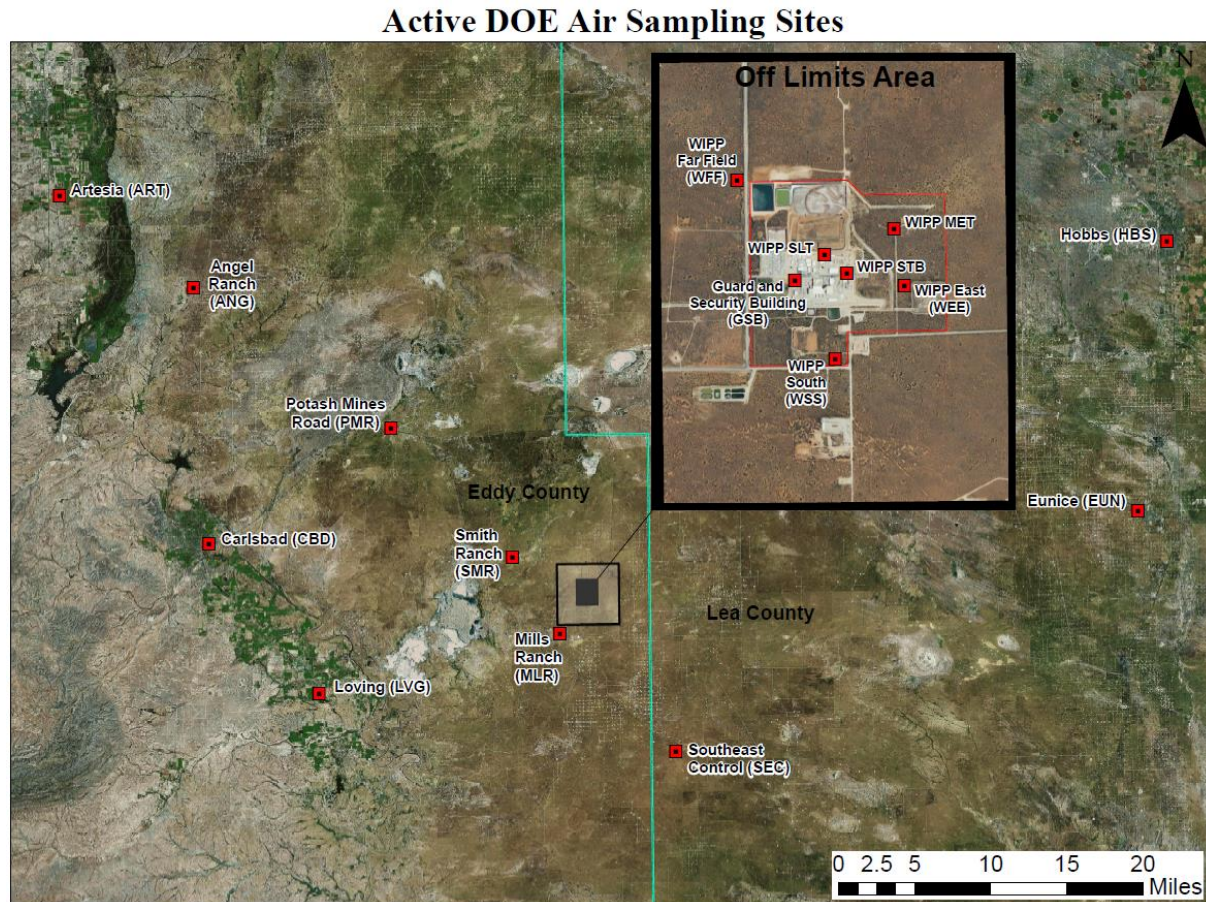 Active DOE Air Sampling Sites
Off Limits Area
N
WIPP
Far Field
(WFF)
Artesia (ART)
WIPP MET
Hobbs (HBS)
WIPP SLT
Angel
Ranch
(ANG)
WIPP STB
Guard and
Security Building
(GSB)
WIPP East
(WEE)
WIPP
South
(WSS)
Potash Mines
Road (PMR)
Eddy County
Eunice (EUN)
Carlsbad (CBD)
Smith
Ranch
(SMR)
Lea County
Mills
Ranch
(MLR)
Loving (LVG)
Southeast
Control (SEC)
0 2.5 5 10 15 20
Miles